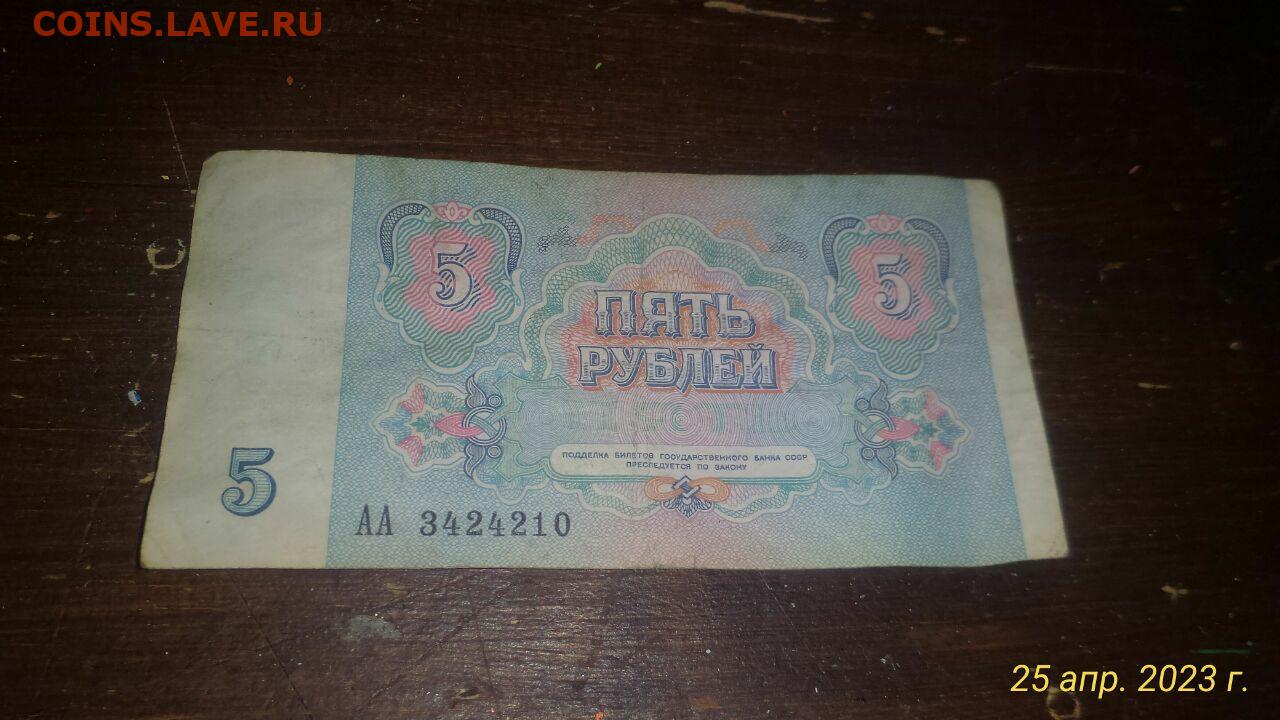 COINS.LAVE.RU
5
5
ПЯТЬ
РУБЛЕЙ
ПОДДЕЛКА БИЛЕТОВ ГОСУДАРСТВЕННОГО БАНКА СССР
ПРЕСЛЕДУЕТСЯ ПО ЗАКОНУ
5
АА 3424210
25 апр. 2023 г.